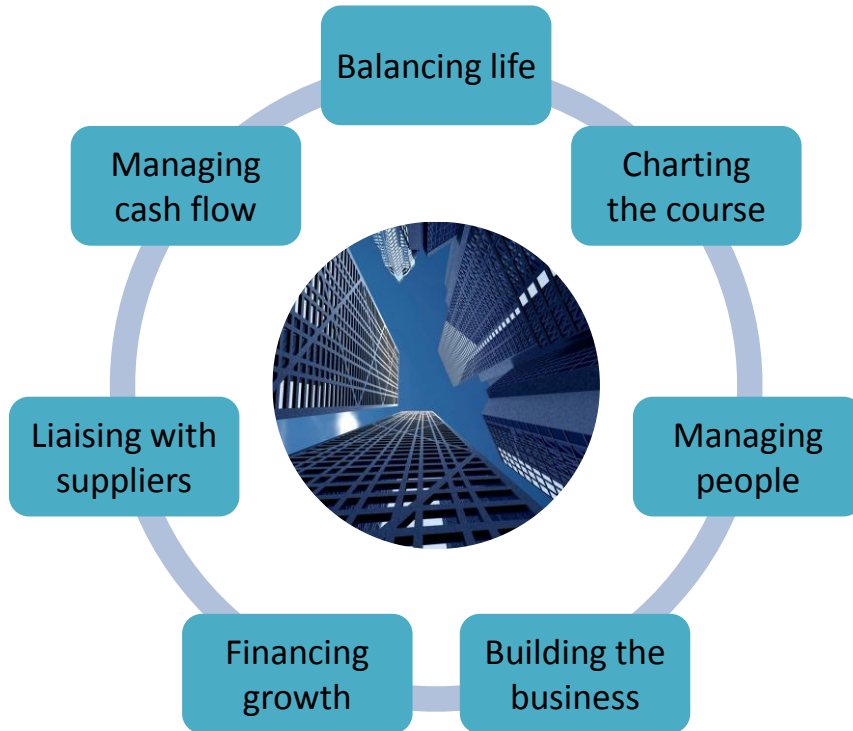 Balancing life
Charting
the course
Managing
people
Building the
business
Financing
growth
Liaising with
suppliers
Managing
cash flow